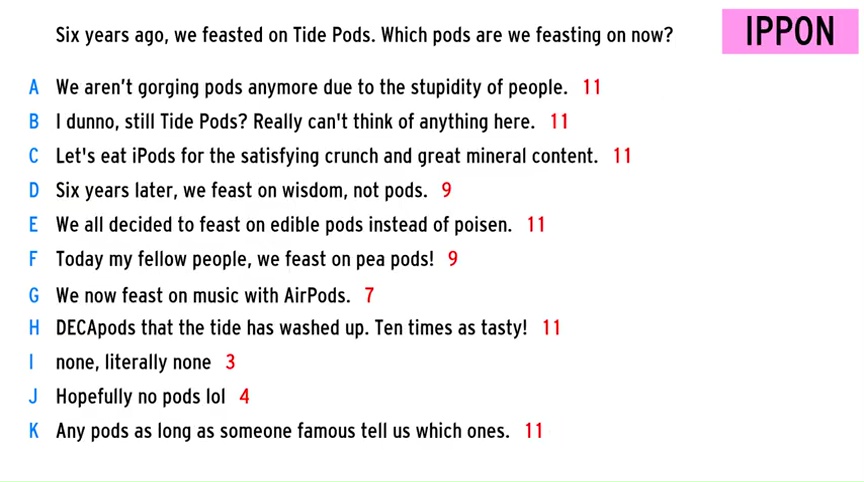 Six years ago, we feasted on Tide Pods. Which pods are we feasting on now?
IPPON
A We aren't gorging pods anymore due to the stupidity of people. 11
B I dunno, still Tide Pods? Really can't think of anything here. 11
C Let's eat iPods for the satisfying crunch and great mineral content. 11
D Six years later, we feast on wisdom, not pods. 9
E We all decided to feast on edible pods instead of poisen. 11
F Today my fellow people, we feast on pea pods! 9
G We now feast on music with AirPods. 7
H DECApods that the tide has washed up. Ten times as tasty! 11
I none, literally none 3
J Hopefully no pods lol 4
K Any pods as long as someone famous tell us which ones. 11